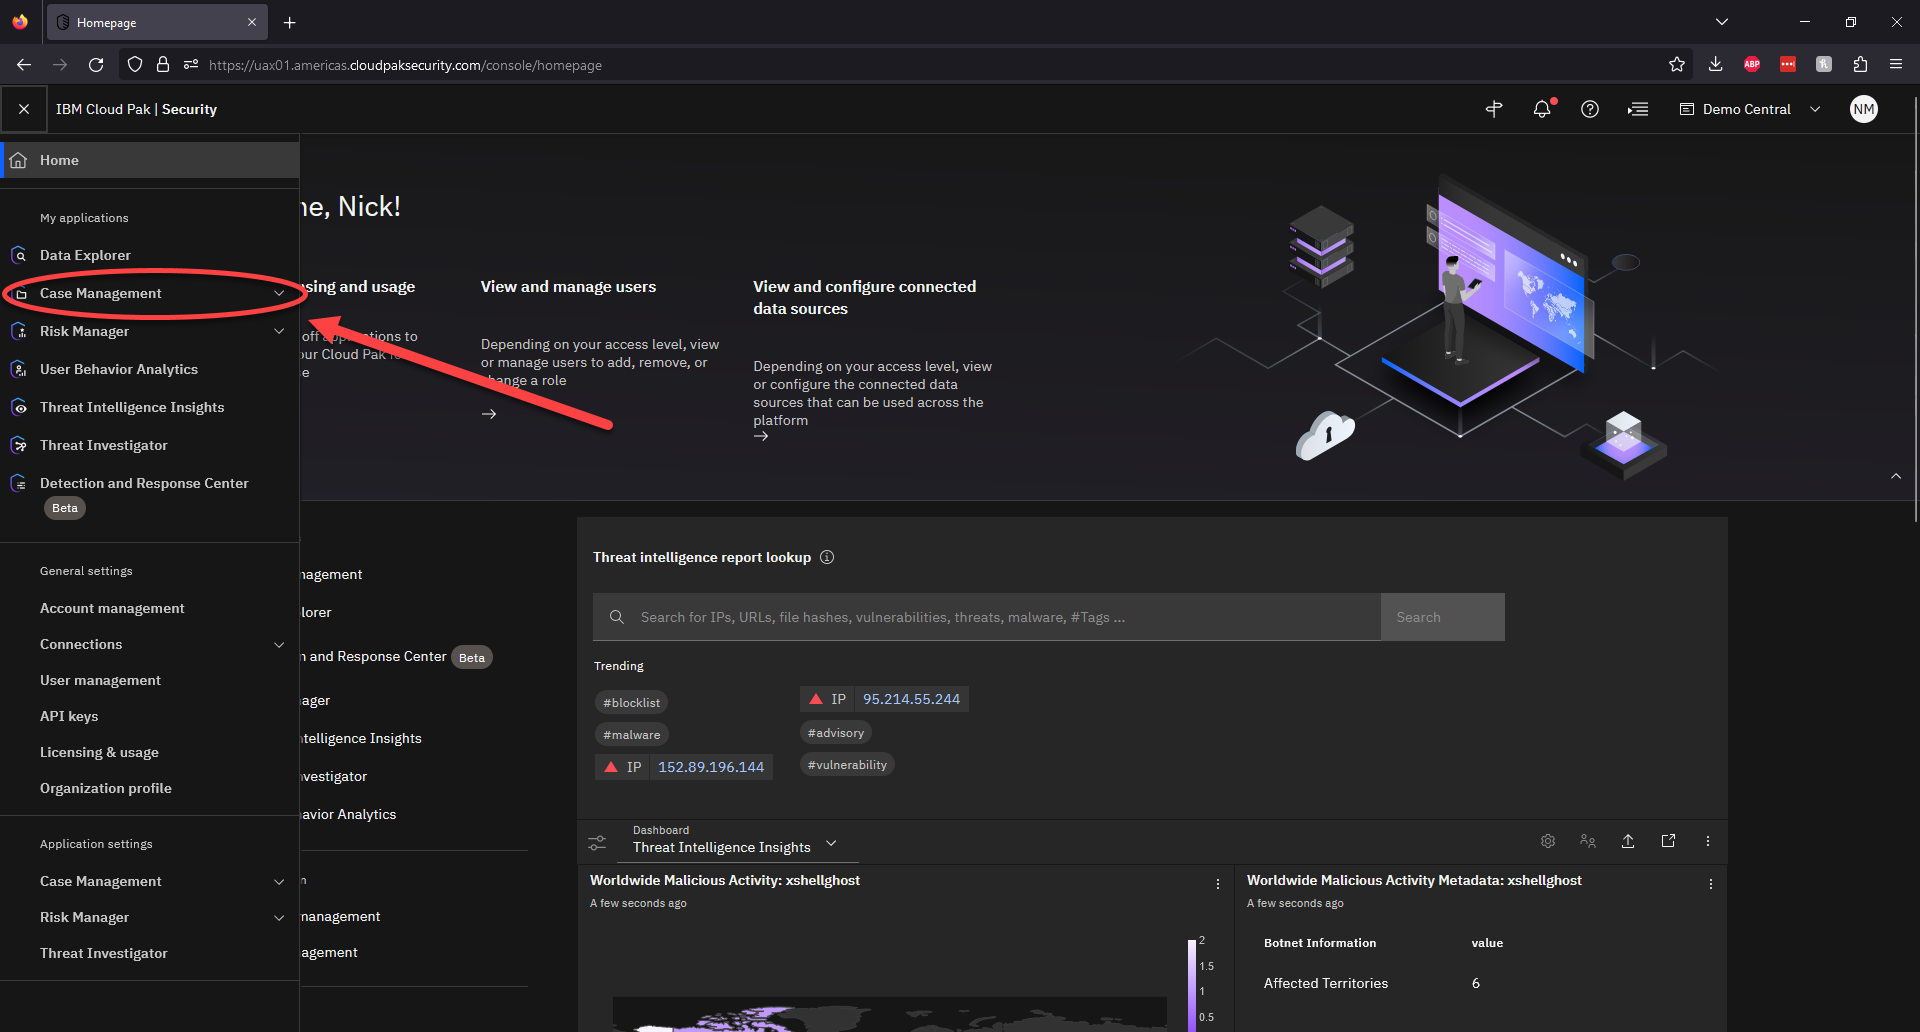 Homepage
https://uax01.americas.cloudpaksecurity.com/console/homepage
ABP
IBM Cloud Pak | Security
Demo Central
NM
Home
My applications
Data Explorer
Case Management
Risk Manager
User Behavior Analytics
Threat Intelligence Insights
Threat Investigator
Detection and Response Center
Beta
General settings
Account management
Connections
User management
API keys
Licensing & usage
Organization profile
Application settings
Case Management
Risk Manager
Threat Investigator
ne, Nick!
sing and usage
off applications to
our Cloud Pak
e
View and manage users
Depending on your access level, view
or manage users to add, remove, or
change a role
View and configure connected
data sources
Depending on your access level, view
or configure the connected data
sources that can be used across the
platform
nagement
lorer
n and Response Center Beta
ager
ntelligence Insights
nvestigator
avior Analytics
n
management
agement
Threat intelligence report lookup
Search for IPs, URLs, file hashes, vulnerabilities, threats, malware, #Tags ...
Search
Trending
#blocklist
#malware
IP 152.89.196.144
IP 95.214.55.244
#advisory
#vulnerability
Dashboard
Threat Intelligence Insights
Worldwide Malicious Activity: xshellghost
A few seconds ago
2
1.5
1
0.5
Worldwide Malicious Activity Metadata: xshellghost
A few seconds ago
Botnet Information value
Affected Territories 6